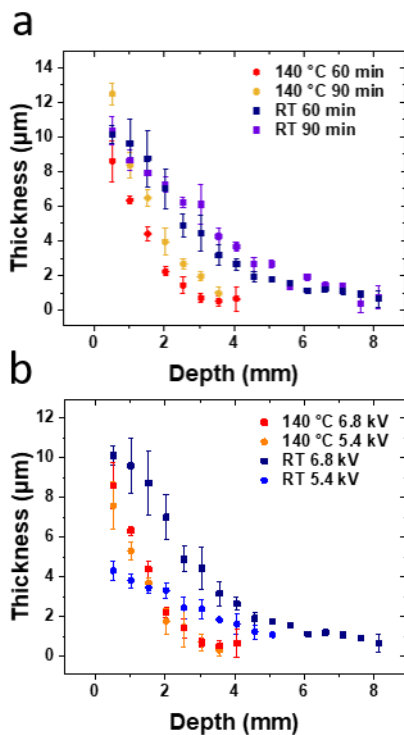 a
14
12
10
8
6
4
2
0
Thickness (μm)
140 °C 60 min
140 °C 90 min
RT 60 min
RT 90 min
0 2 4 6 8
Depth (mm)
b
12
10
8
6
4
2
0
Thickness (μm)
140 °C 6.8 kV
140 °C 5.4 kV
RT 6.8 kV
RT 5.4 kV
0 2 4 6 8
Depth (mm)